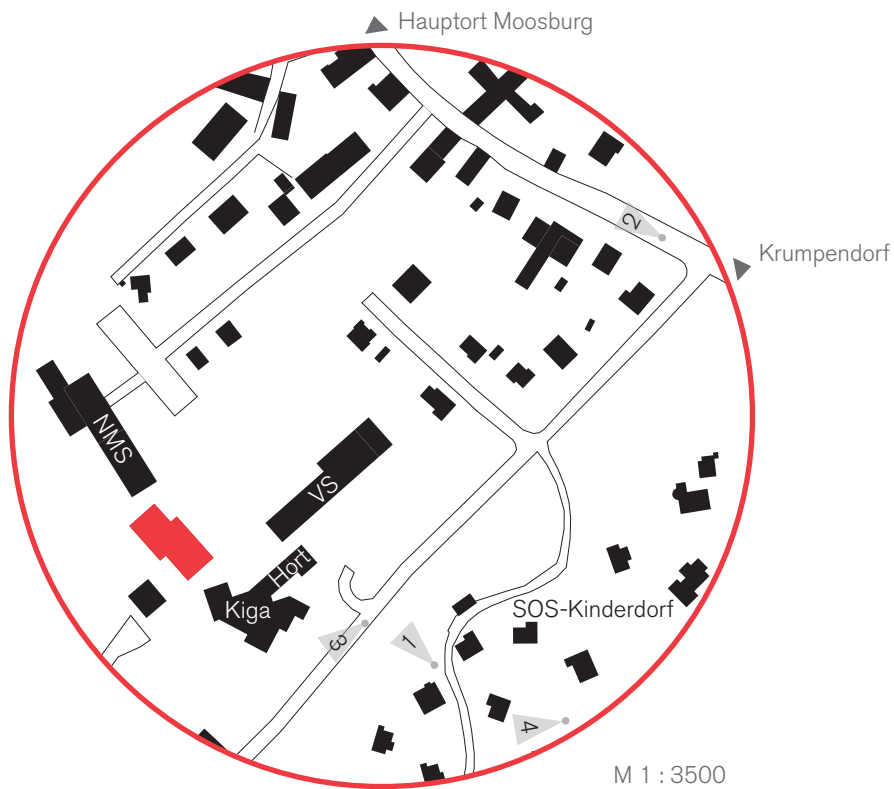 Hauptort Moosburg
2
Krumpendorf
NMS
VS
Hort
Kiga
SOS-Kinderdorf
3
1
4
M 1 : 3500